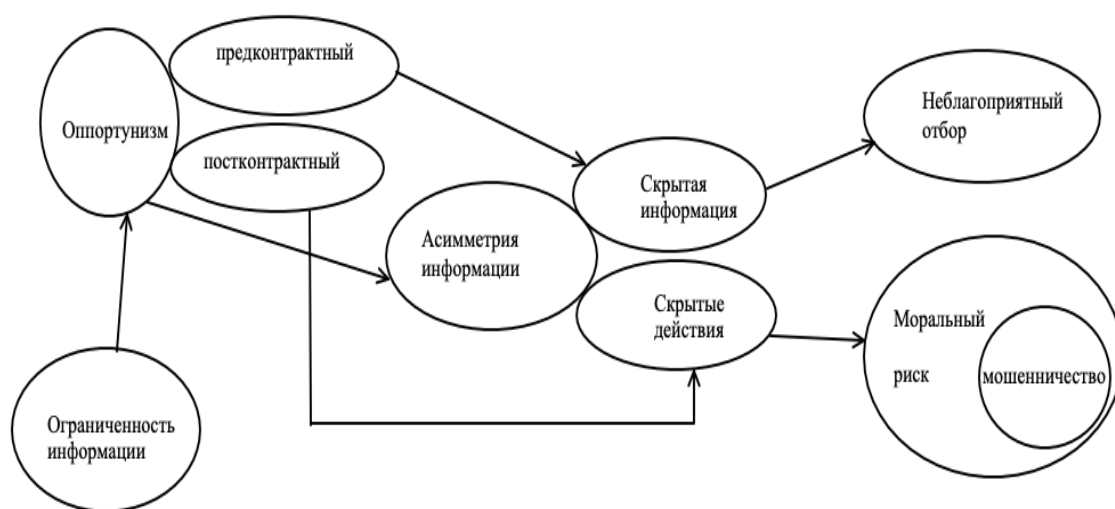 предконтрактный
Оппортунизм
постконтрактный
Неблагоприятный
отбор
Скрытая
информация
Асимметрия
информации
Скрытые
действия
Моральный
риск
мошенничество
Ограниченность
информации